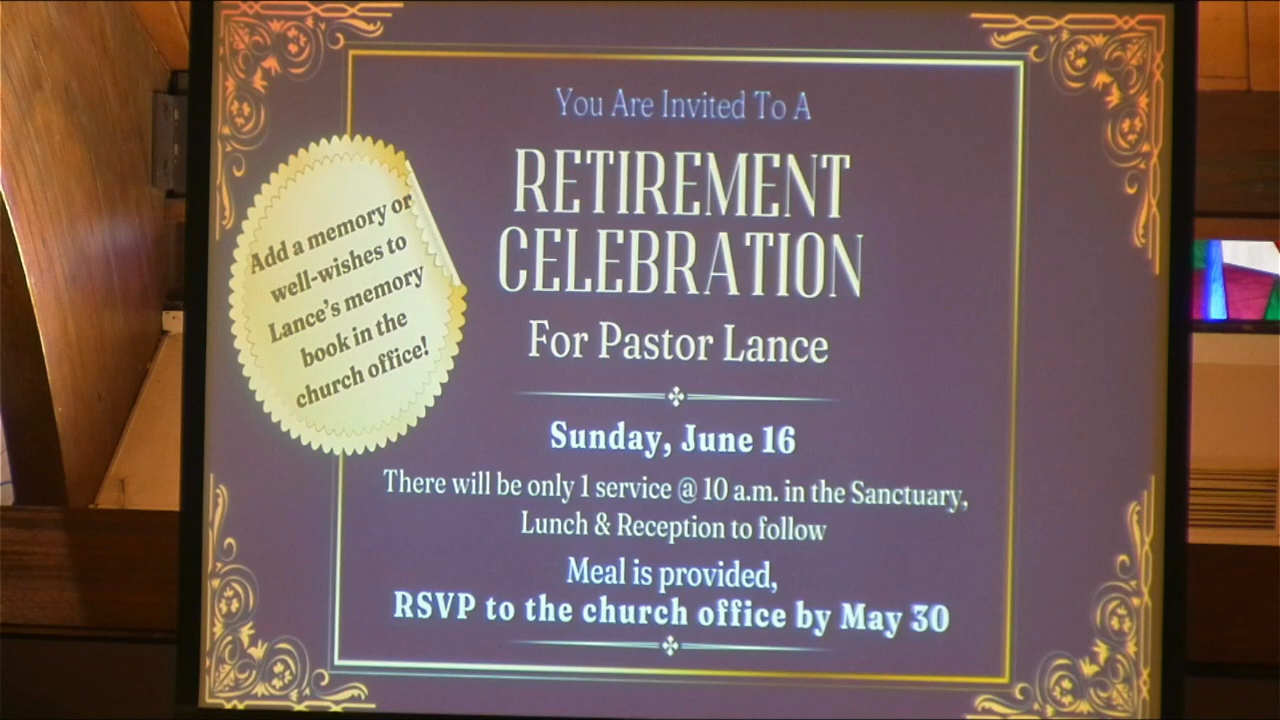 You Are Invited To A
RETIREMENT
CELEBRATION
For Pastor Lance
Add a memory or
well-wishes to
Lance's memory
book in the
church office!
Sunday, June 16
There will be only 1 service @ 10 a.m. in the Sanctuary,
Lunch & Reception to follow
Meal is provided,
RSVP to the church office by May 30